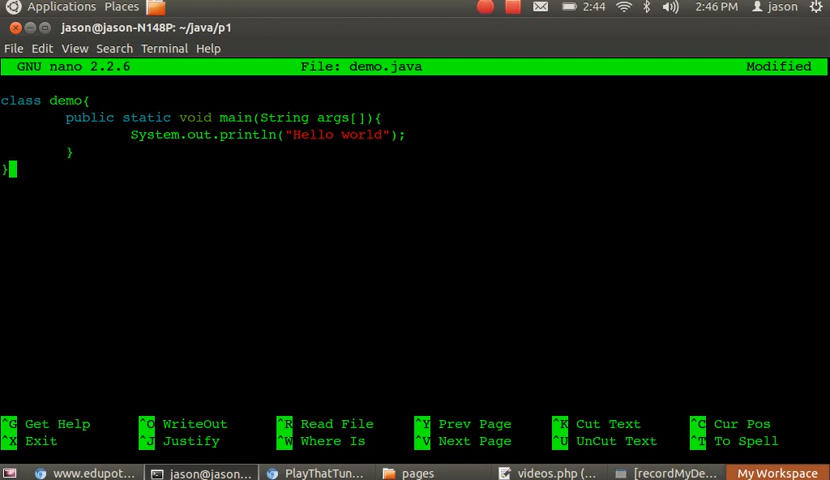 Applications Places 2:44 2:46 PM jason
jason@jason-N148P: ~/java/p1
File Edit View Search Terminal Help
GNU nano 2.2.6 File: demo.java Modified
class demo{
public static void main(String args[]){
System.out.println("Hello world");
}
}
^G Get Help ^O WriteOut ^R Read File ^Y Prev Page ^K Cut Text ^C Cur Pos
^X Exit ^J Justify ^W Where Is ^V Next Page ^U UnCut Text ^T To Spell
www.edupot... jason@jason... PlayThatTun... pages videos.php (... [recordMyDe... My Workspace